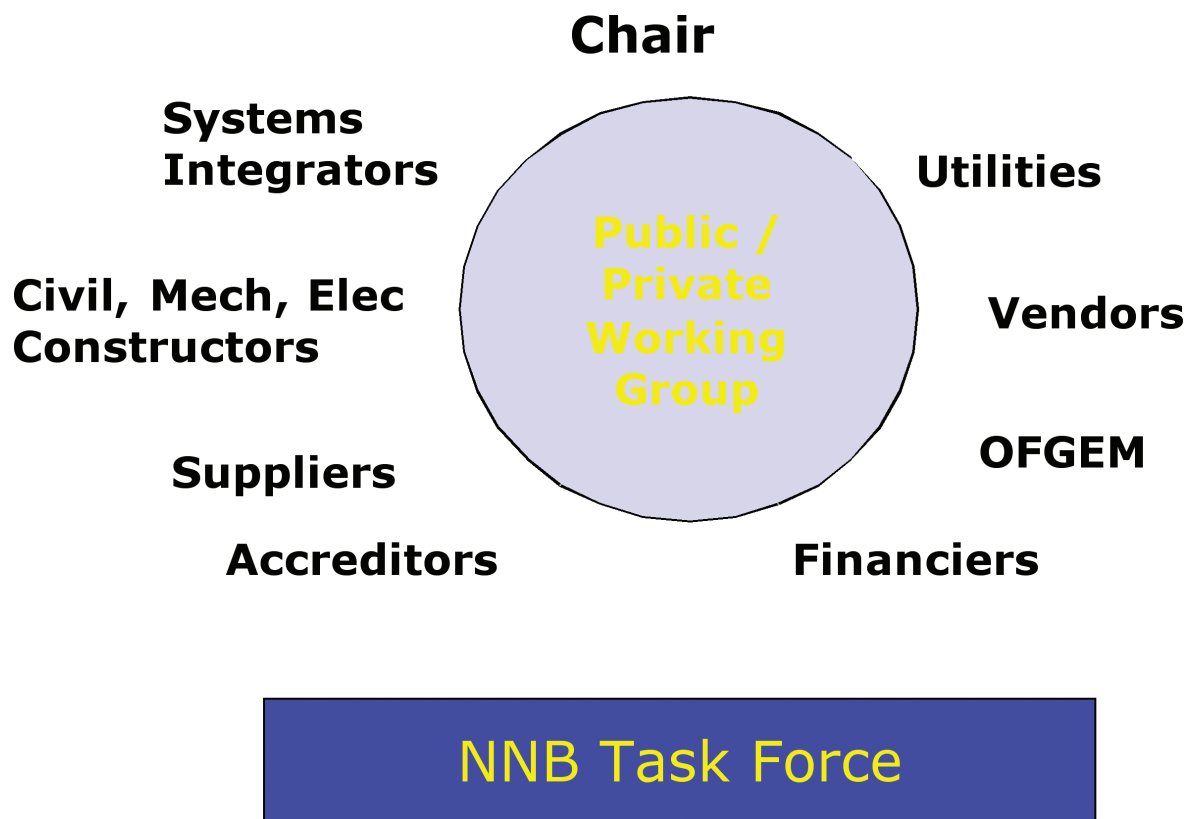 Chair
Systems
Integrators
Utilities
Public /
Private
Working
Group
Civil, Mech, Elec
Constructors
Vendors
OFGEM
Suppliers
Accreditors
Financiers
NNB Task Force